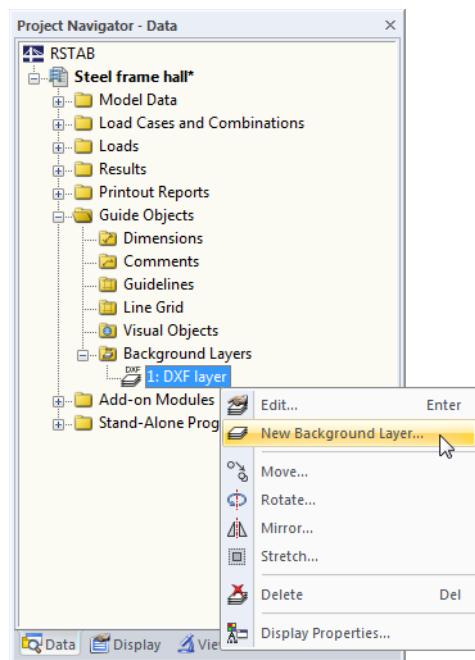 Project Navigator - Data
RSTAB
Steel frame hall*
Model Data
Load Cases and Combinations
Loads
Results
Printout Reports
Guide Objects
Dimensions
Comments
Guidelines
Line Grid
Visual Objects
Background Layers
DXF
1: DXF layer
Add-on Modules
Stand-Alone Prog
Edit... Enter
New Background Layer...
Move...
Rotate...
Mirror...
Stretch...
Delete Del
Display Properties...
Data Display Vie